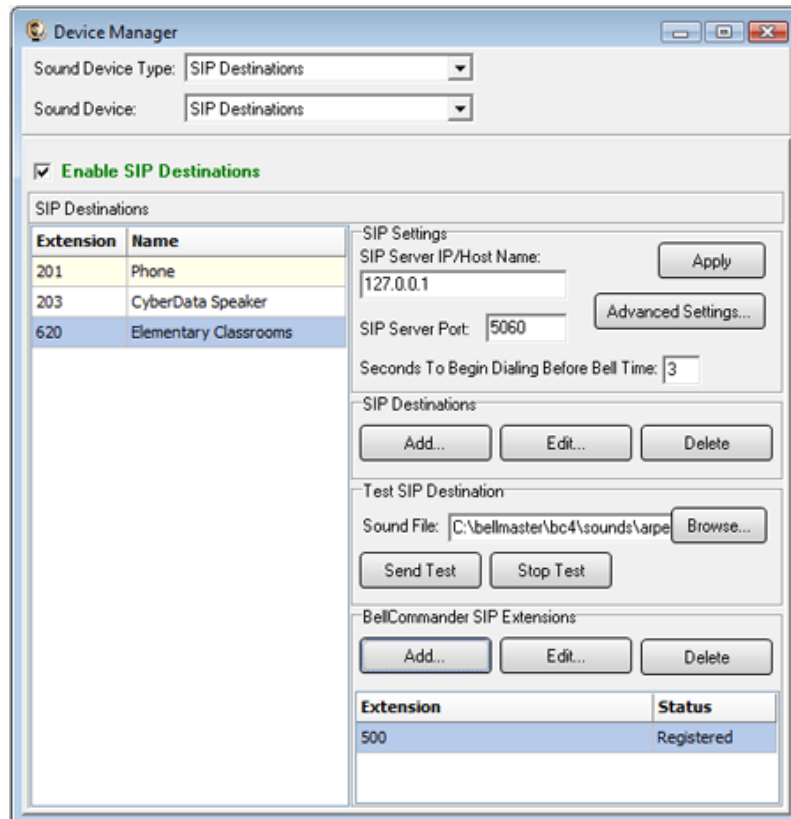 Device Manager
Sound Device Type: SIP Destinations
Sound Device: SIP Destinations
Enable SIP Destinations
SIP Destinations
Extension Name
201 Phone
203 CyberData Speaker
620 Elementary Classrooms
SIP Settings
SIP Server IP/Host Name:
Apply
127.0.0.1
Advanced Settings...
SIP Server Port: 5060
Seconds To Begin Dialing Before Bell Time: 3
SIP Destinations
Add... Edit... Delete
Test SIP Destination
Sound File: C:\bellmaster\bc4\sounds\arpe Browse...
Send Test Stop Test
BellCommander SIP Extensions
Add... Edit... Delete
Extension Status
500 Registered